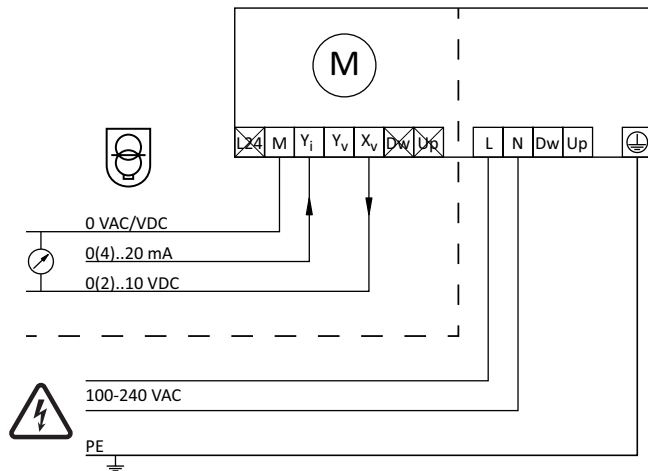 M
L24 M Yi Yv Xv Dw Up L N Dw Up
0 VAC/VDC
0(4)..20 mA
0(2)..10 VDC
100-240 VAC
PE